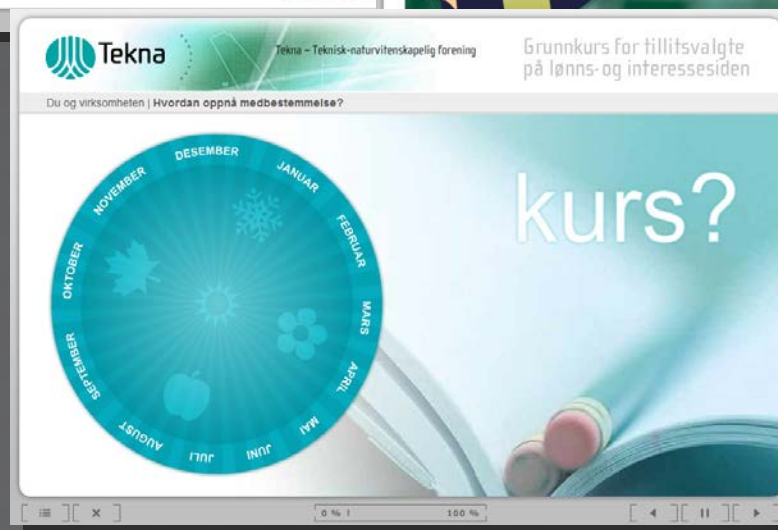 Tekna
Tekna – Teknisk-naturvitenskapelig forening
Grunnkurs for tillitsvalgte
på lønns- og interessesiden
Du og virksomheten | Hvordan oppnå medbestemmelse?
kurs?
JANUAR
FEBRUAR
MARS
APRIL
MAI
JUNI
JULI
AUGUST
SEPTEMBER
OKTOBER
NOVEMBER
DESEMBER
0 % 100 %